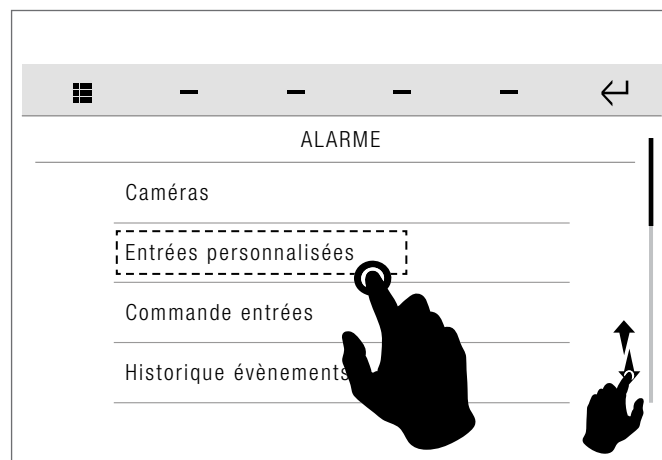 ALARME
Caméras
Entrées personnalisées
Commande entrées
Historique évènements